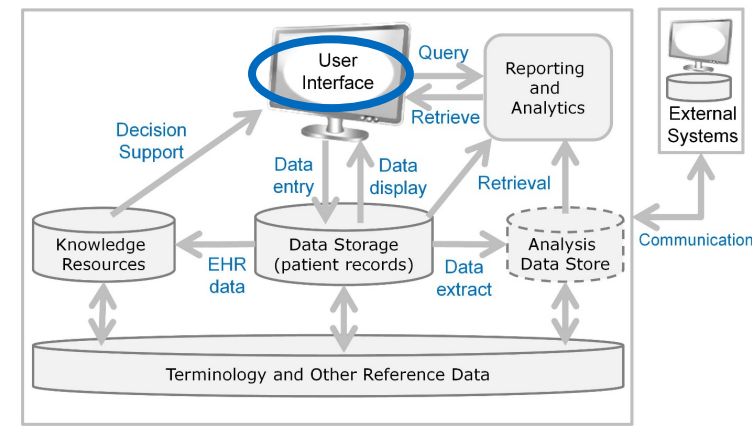 User
Interface
Query
Retrieve
Reporting
and
Analytics
External
Systems
Decision
Support
Data
entry
Data
display
Retrieval
Communication
Knowledge
Resources
EHR
data
Data Storage
(patient records)
Data
extract
Analysis
Data Store
Terminology and Other Reference Data